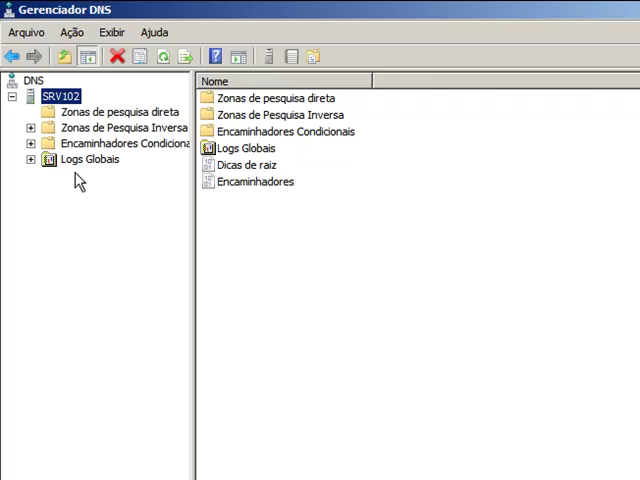 Gerenciador DNS
Arquivo Ação Exibir Ajuda
DNS
SRV102
Zonas de pesquisa direta
Zonas de Pesquisa Inversa
Encaminhadores Condiciona
Logs Globais
Nome
Zonas de pesquisa direta
Zonas de Pesquisa Inversa
Encaminhadores Condicionais
Logs Globais
Dicas de raiz
Encaminhadores